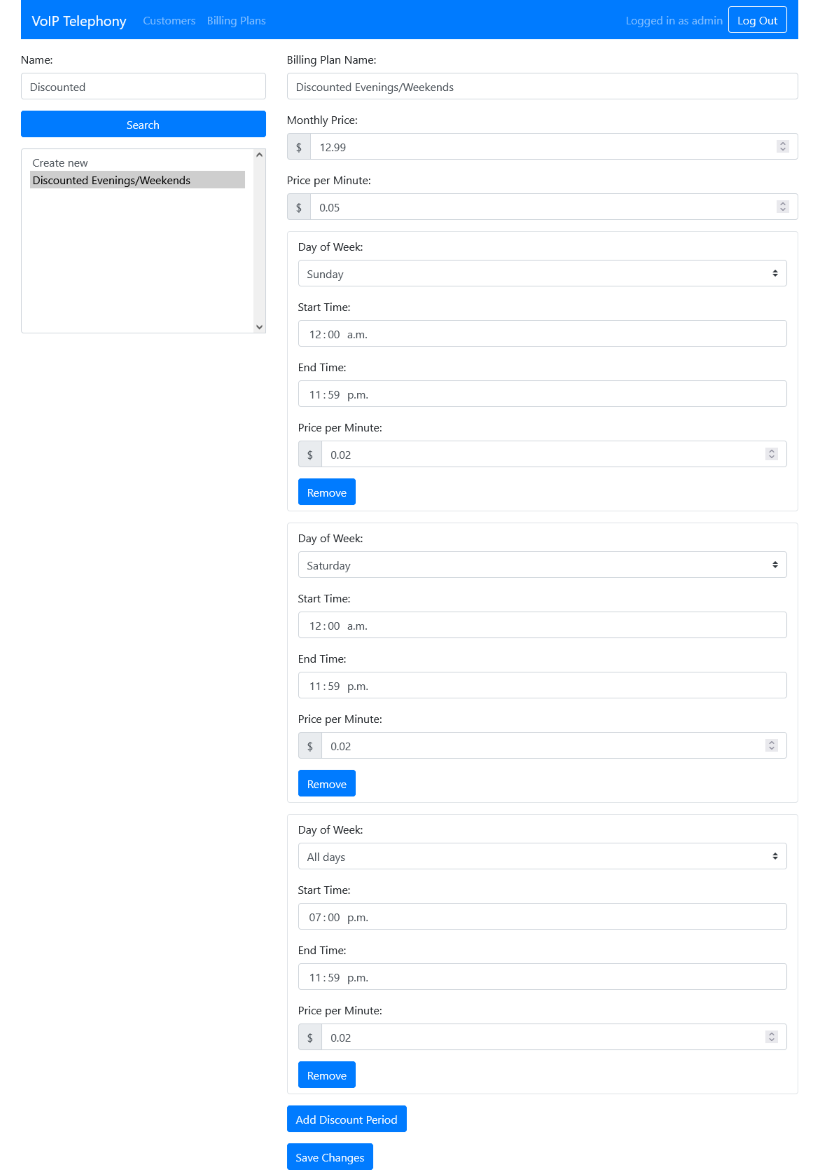 VoIP Telephony Customers Billing Plans Logged in as admin Log Out
Name:
Discounted
Search
Create new
Discounted Evenings/Weekends
Billing Plan Name:
Discounted Evenings/Weekends
Monthly Price:
$ 12.99
Price per Minute:
$ 0.05
Day of Week:
Sunday
Start Time:
12:00 a.m.
End Time:
11:59 p.m.
Price per Minute:
$ 0.02
Remove
Day of Week:
Saturday
Start Time:
12:00 a.m.
End Time:
11:59 p.m.
Price per Minute:
$ 0.02
Remove
Day of Week:
All days
Start Time:
07:00 p.m.
End Time:
11:59 p.m.
Price per Minute:
$ 0.02
Remove
Add Discount Period
Save Changes